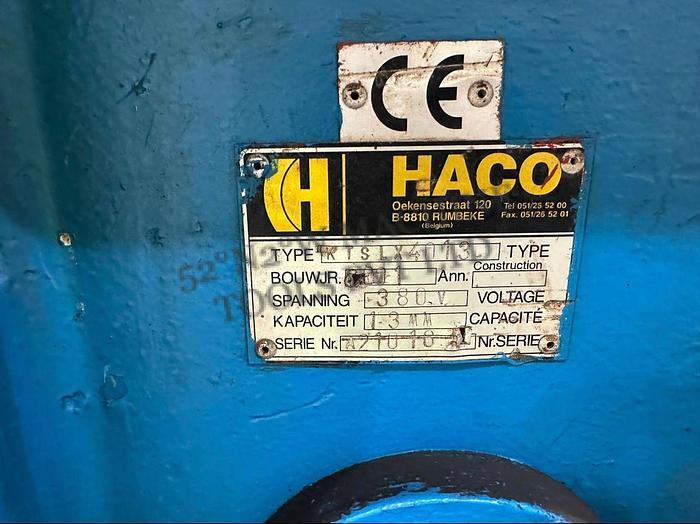 CE
H HACO
Oekensestraat 120 Tel 051/26 52 00
B-8810 RUMBEKE Fax. 051/26 52 01
(Belgium)
TYPE TYPE
BOUWJR. Ann. Construction
SPANNING 380.V VOLTAGE
KAPACITEIT 13MM CAPACITÉ
SERIE Nr. Nr. SERIE